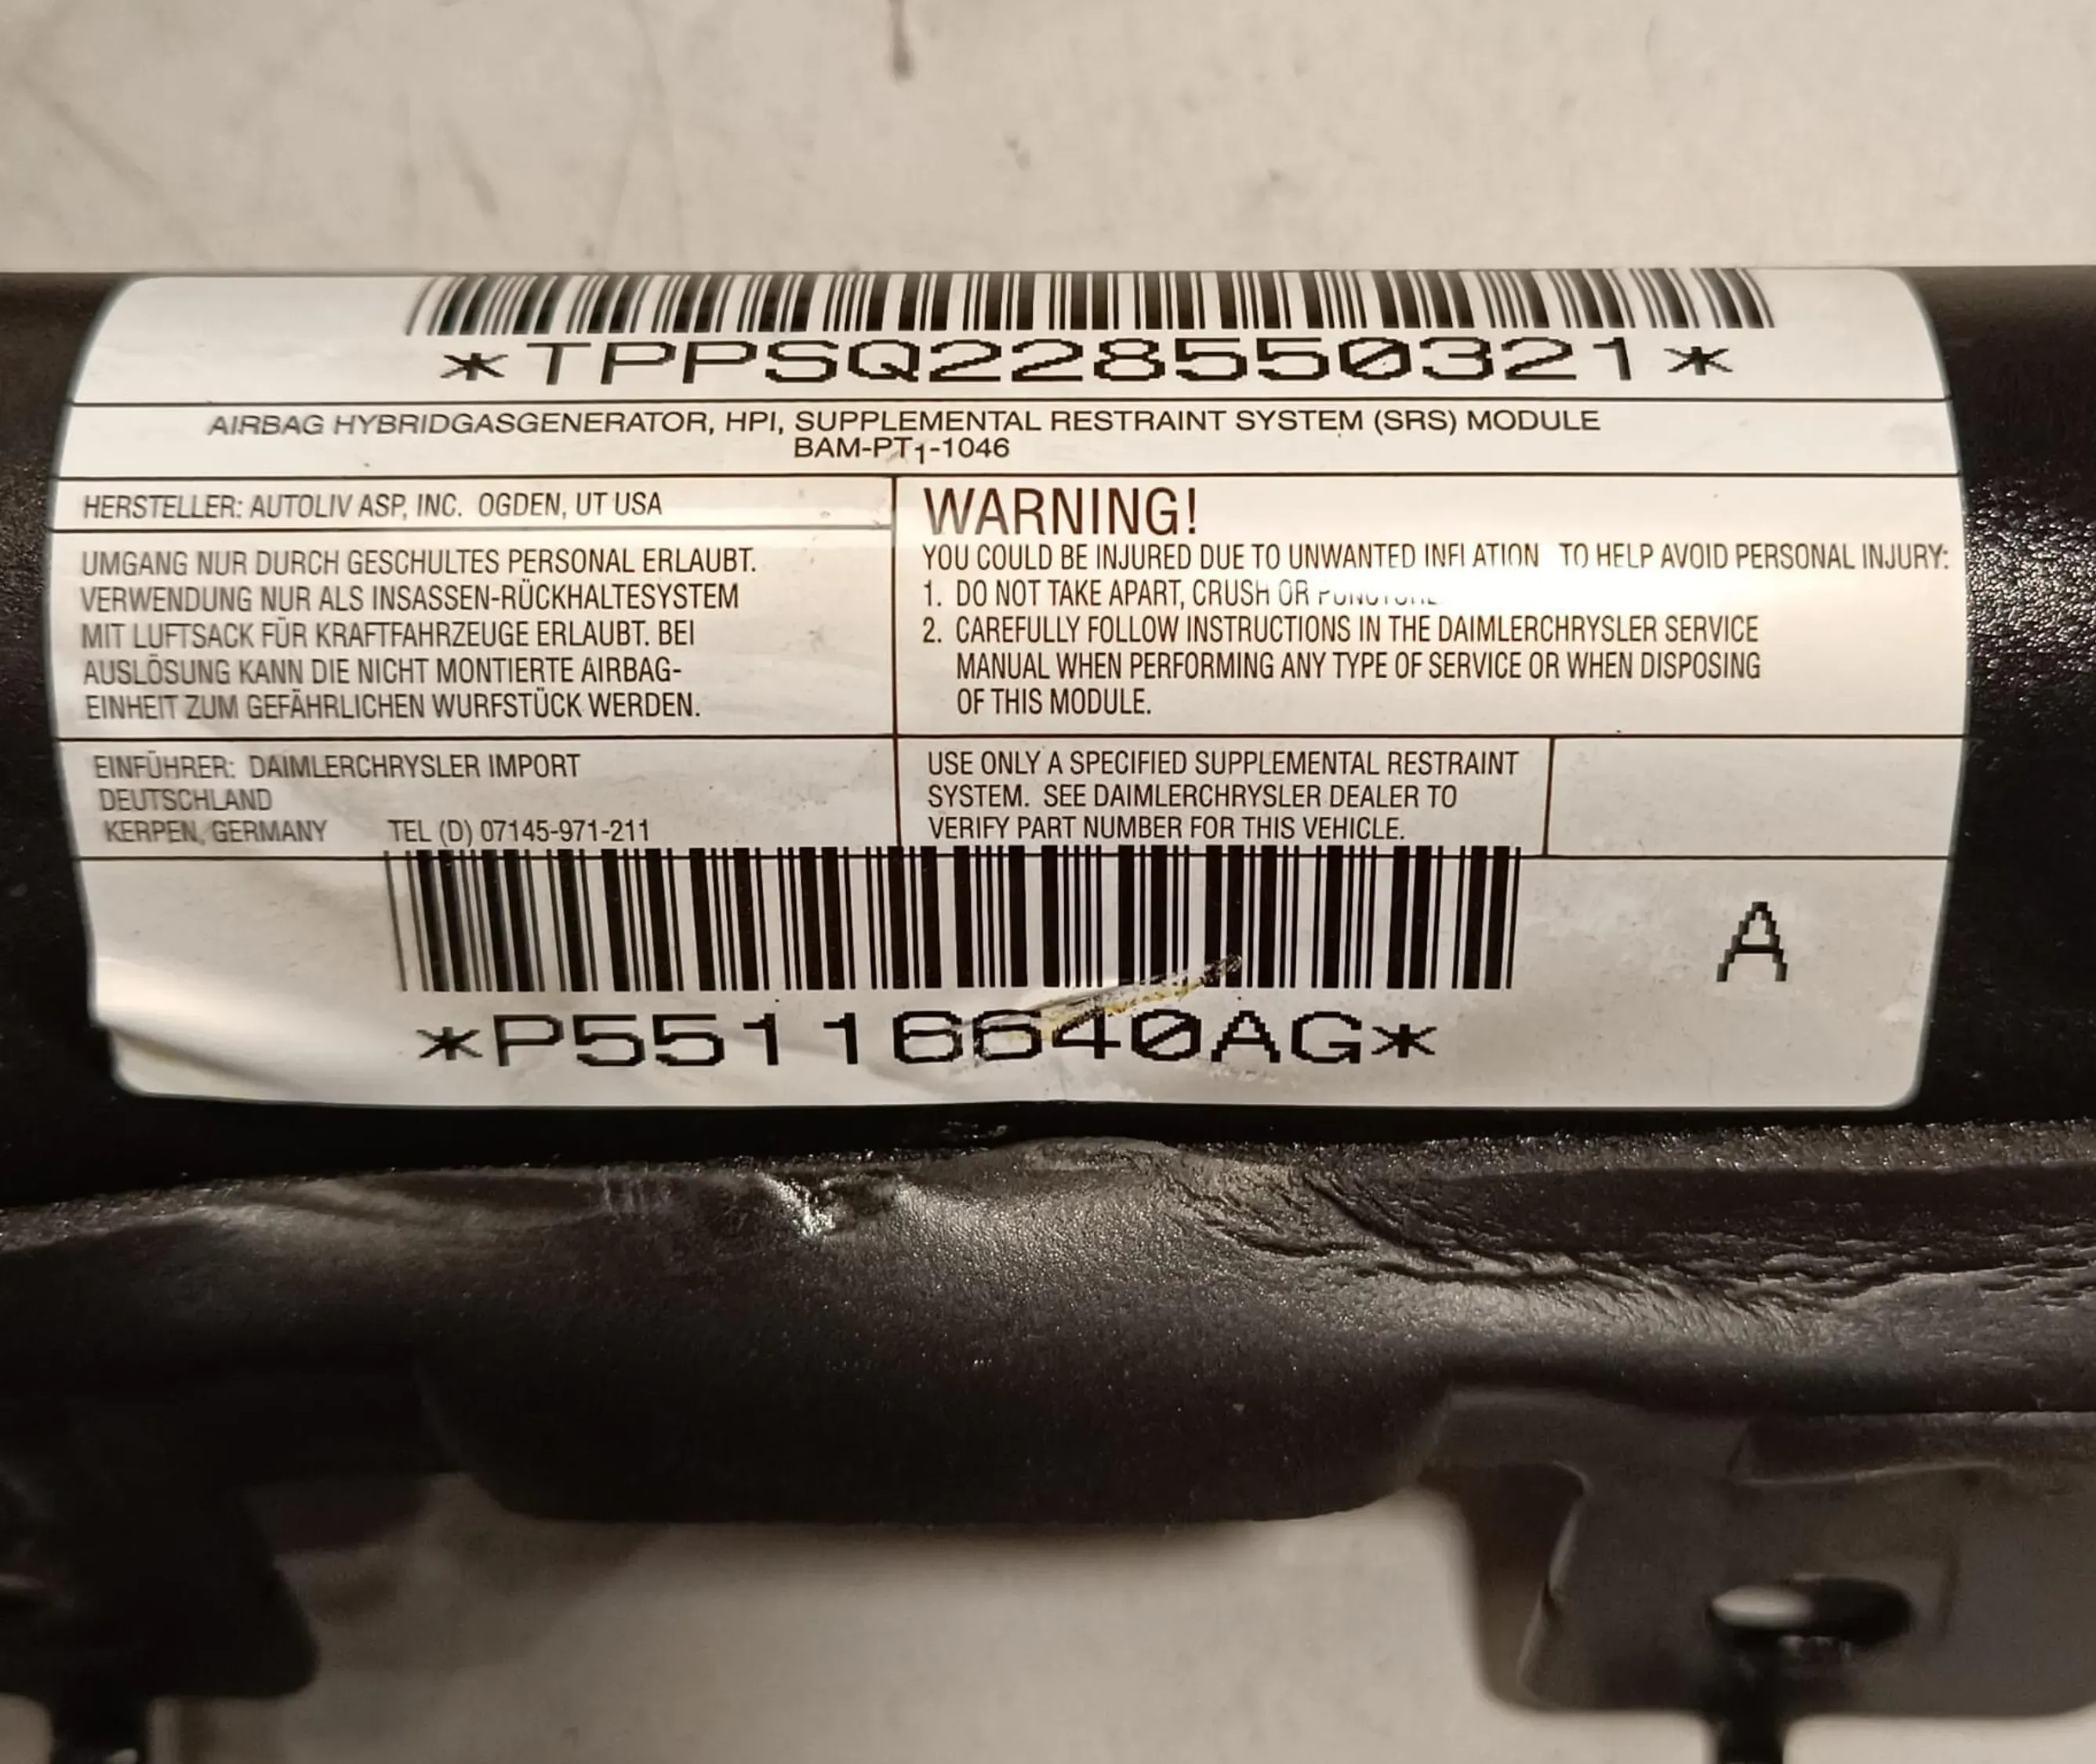 *TPPSQ228550321*
AIRBAG HYBRIDGASGENERATOR, HPI, SUPPLEMENTAL RESTRAINT SYSTEM (SRS) MODULE
BAM-PT1-1046
HERSTELLER: AUTOLIV ASP, INC. OGDEN, UT USA
UMGANG NUR DURCH GESCHULTES PERSONAL ERLAUBT.
VERWENDUNG NUR ALS INSASSEN-RÜCKHALTESYSTEM
MIT LUFTSACK FÜR KRAFTFAHRZEUGE ERLAUBT. BEI
AUSLÖSUNG KANN DIE NICHT MONTIERTE AIRBAG-
EINHEIT ZUM GEFÄHRLICHEN WURFSTÜCK WERDEN.
WARNING!
YOU COULD BE INJURED DUE TO UNWANTED INFLATION TO HELP AVOID PERSONAL INJURY:
1. DO NOT TAKE APART, CRUSH OR
2. CAREFULLY FOLLOW INSTRUCTIONS IN THE DAIMLERCHRYSLER SERVICE
MANUAL WHEN PERFORMING ANY TYPE OF SERVICE OR WHEN DISPOSING
OF THIS MODULE.
EINFÜHRER: DAIMLERCHRYSLER IMPORT
DEUTSCHLAND
KERPEN, GERMANY TEL (D) 07145-971-211
USE ONLY A SPECIFIED SUPPLEMENTAL RESTRAINT
SYSTEM. SEE DAIMLERCHRYSLER DEALER TO
VERIFY PART NUMBER FOR THIS VEHICLE.
A
*P55116640AG*